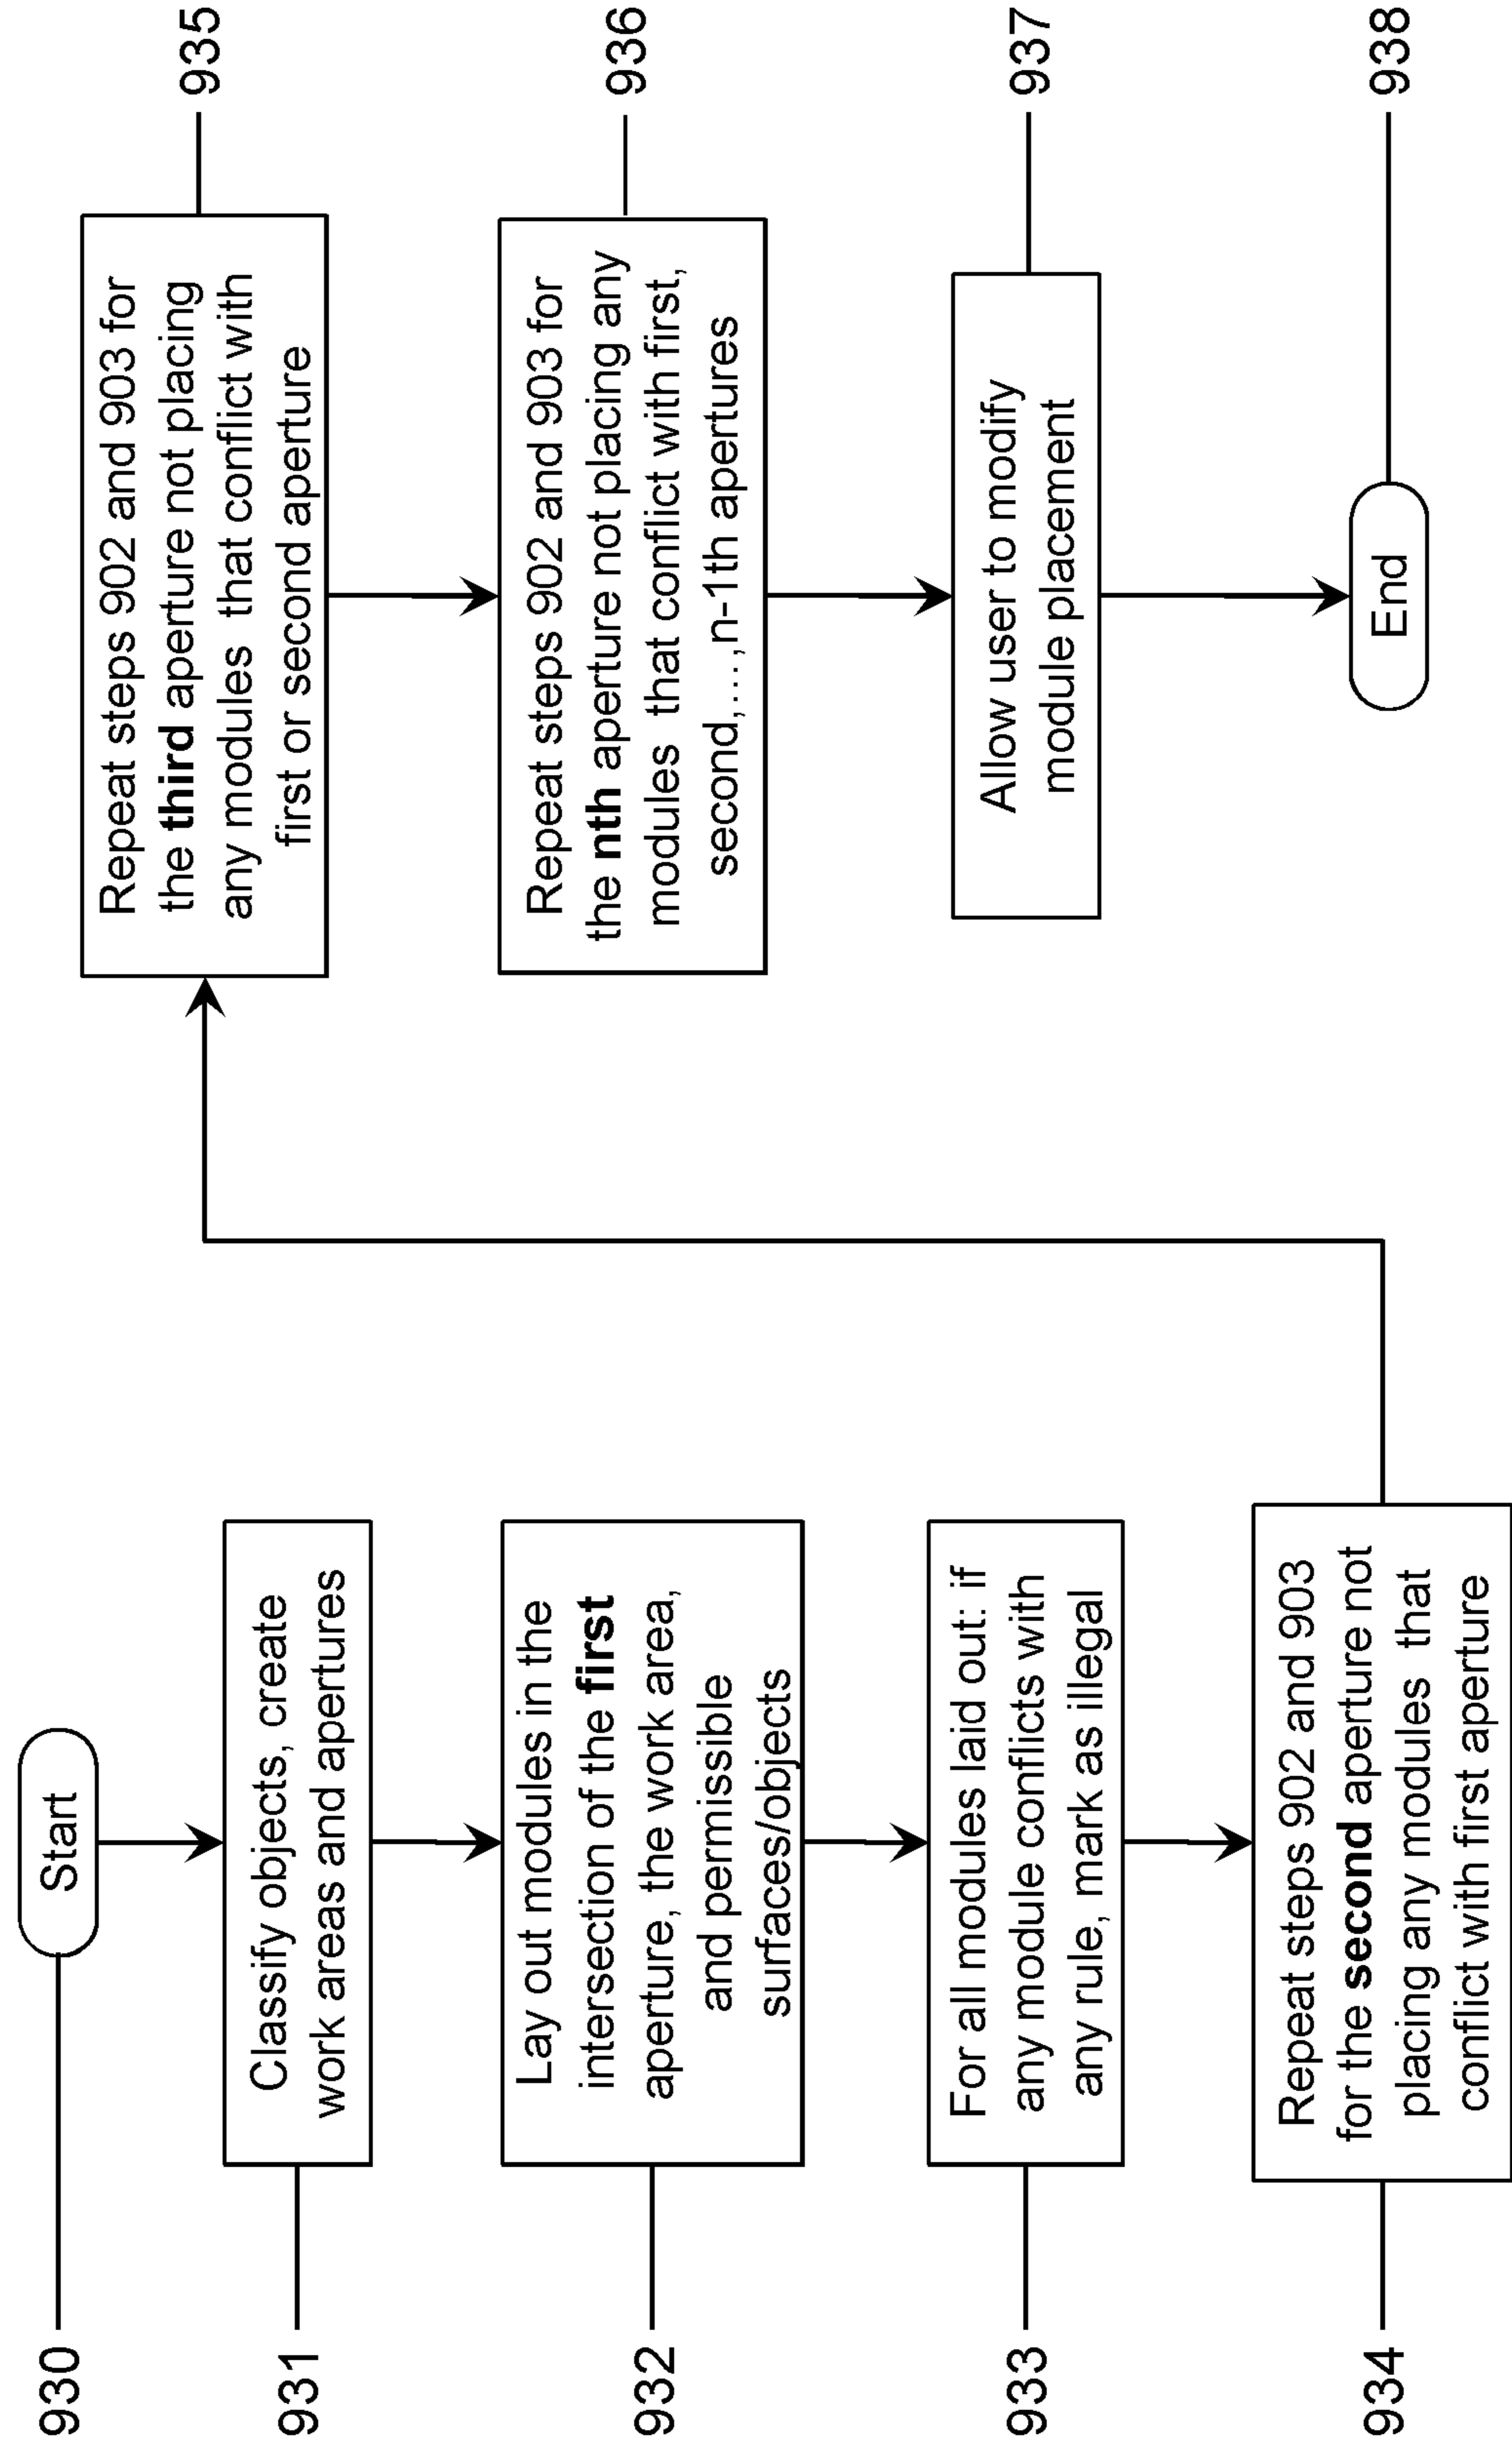 930
Start
931
Classify objects, create
work areas and apertures
932
Lay out modules in the
intersection of the first
aperture, the work area,
and permissible
surfaces/objects
933
For all modules laid out: if
any module conflicts with
any rule, mark as illegal
934
Repeat steps 902 and 903
for the second aperture not
placing any modules that
conflict with first aperture
Repeat steps 902 and 903 for
the third aperture not placing
any modules that conflict with
first or second aperture
935
Repeat steps 902 and 903 for
the nth aperture not placing any
modules that conflict with first,
second,....,n-1th apertures
936
Allow user to modify
module placement
937
End
938